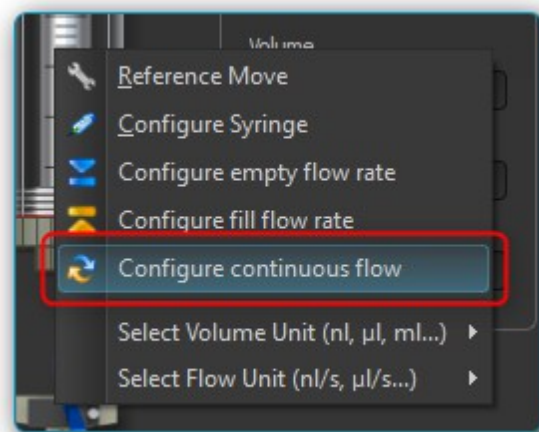 Volume
Reference Move
Configure Syringe
Configure empty flow rate
Configure fill flow rate
Configure continuous flow
Select Volume Unit (nl, µl, ml...)
Select Flow Unit (nl/s, µl/s...)